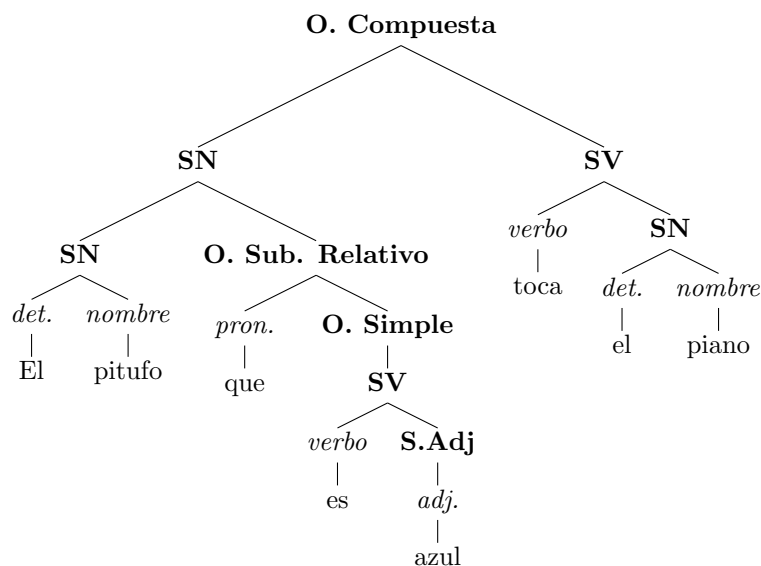 O. Compuesta
SN SV
verbo SN
SN O. Sub. Relativo
toca det. nombre
det. nombre pron. O. Simple
el piano
El pitufo que SV
verbo S.Adj
es adj.
azul